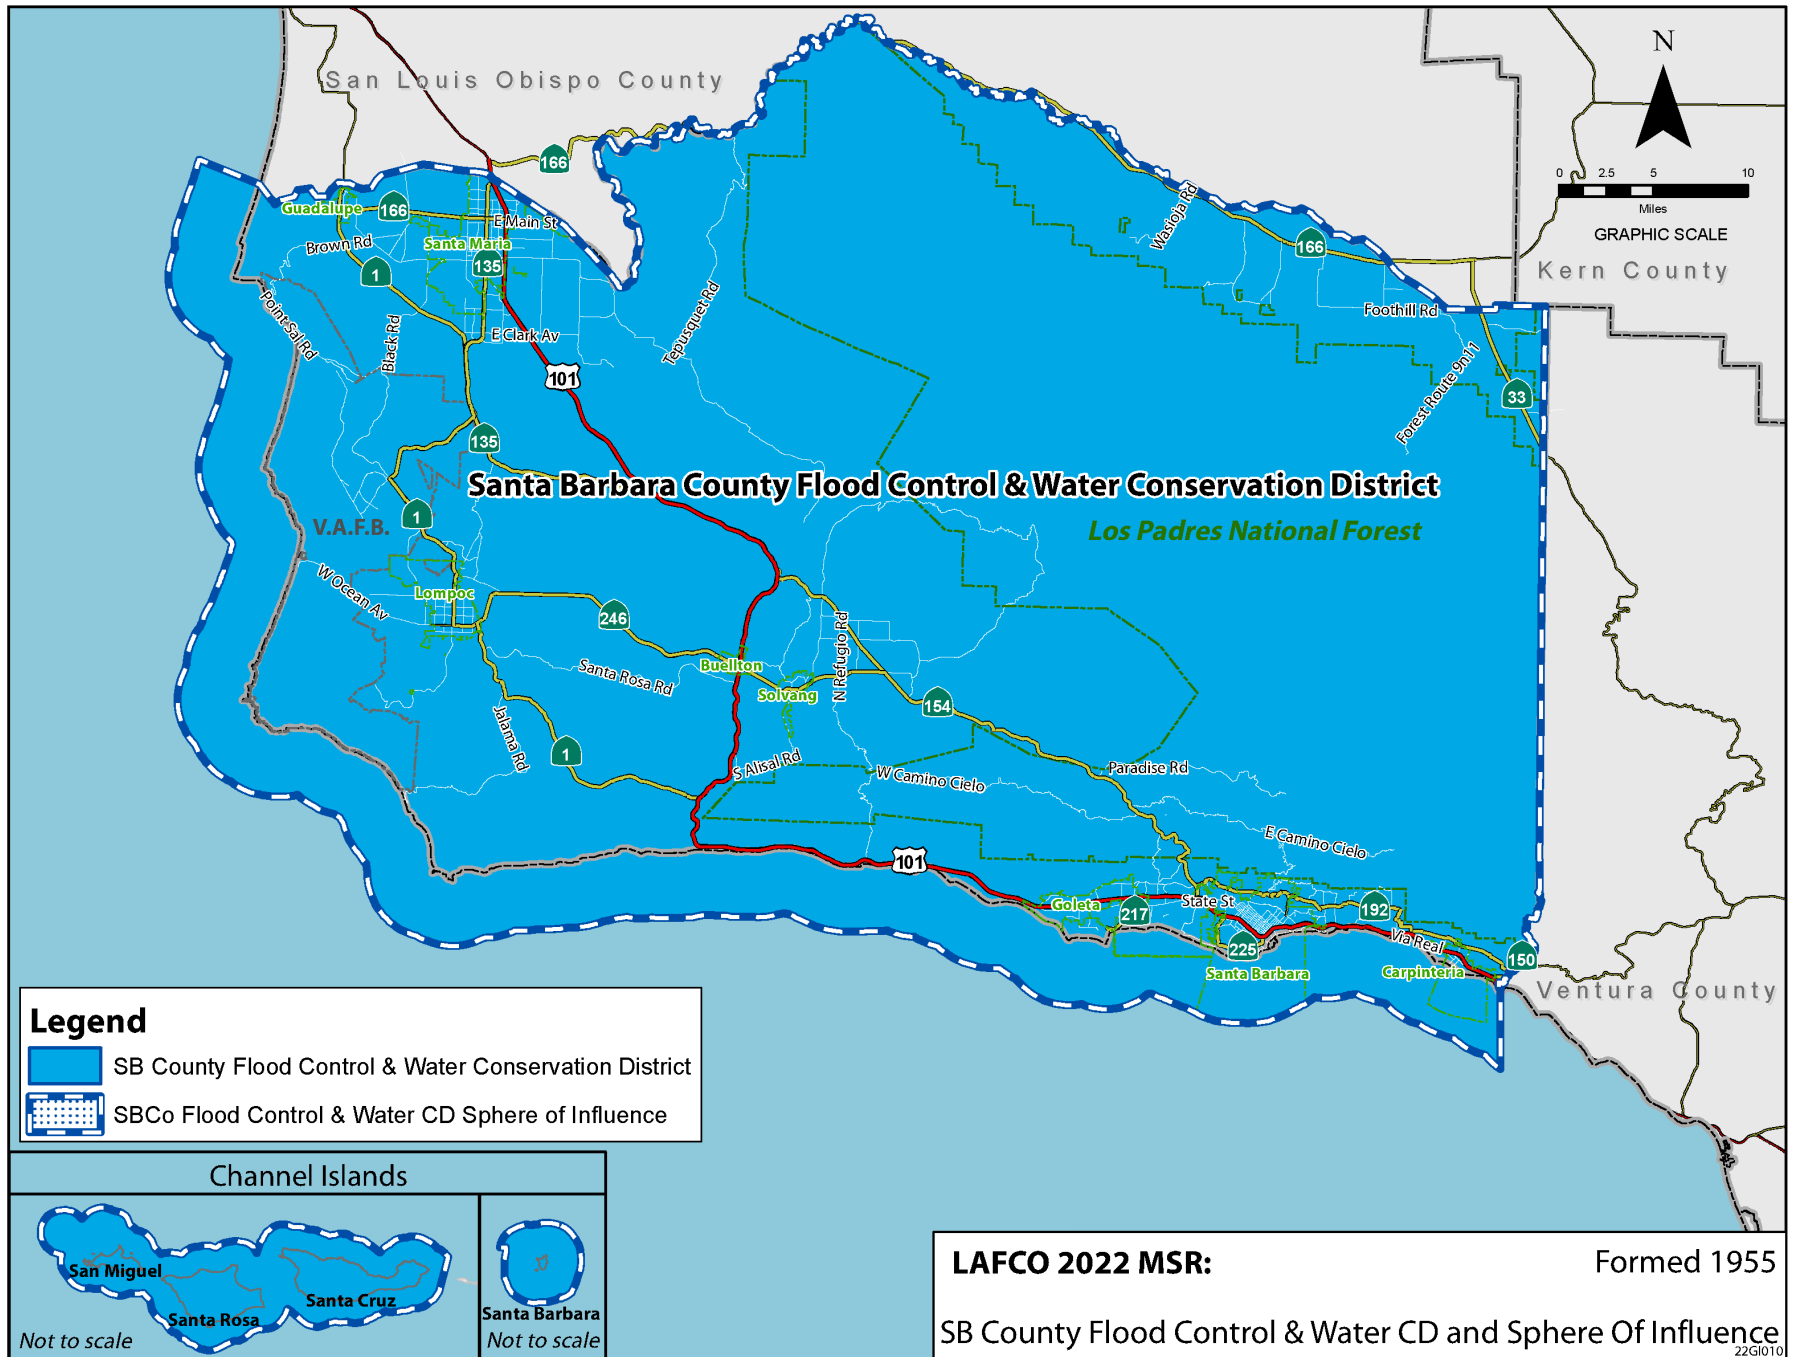 San Louis Obispo County
N
0 2.5 5 10
Miles
GRAPHIC SCALE
Kern County
166
Guadalupe
166
E Main St
Santa Maria
Brown Rd
1
135
Wasioja Rd
166
Point Sal Rd
Black Rd
E Clark Av
Tepusquet Rd
Foothill Rd
101
Forest Route 9n11
33
135
Santa Barbara County Flood Control & Water Conservation District
Los Padres National Forest
1
V.A.F.B.
W Ocean Av
Lompoc
246
Santa Rosa Rd
Buellton
Solvang
N Refugio Rd
154
Jalama Rd
1
S Alisal Rd
W Camino Cielo
Paradise Rd
E Camino Cielo
101
Goleta
217
State St
192
225
Via Real
Santa Barbara
Carpinteria
150
Ventura County
Legend
SB County Flood Control & Water Conservation District
SBCo Flood Control & Water CD Sphere of Influence
Channel Islands
San Miguel
Santa Rosa
Santa Cruz
Not to scale
Santa Barbara
Not to scale
LAFCO 2022 MSR:
Formed 1955
SB County Flood Control & Water CD and Sphere Of Influence
22GI010